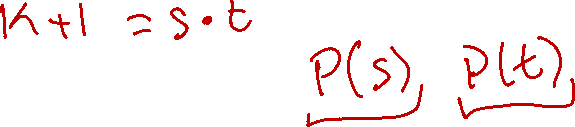 K+1 = s·t
P(s) P(t)